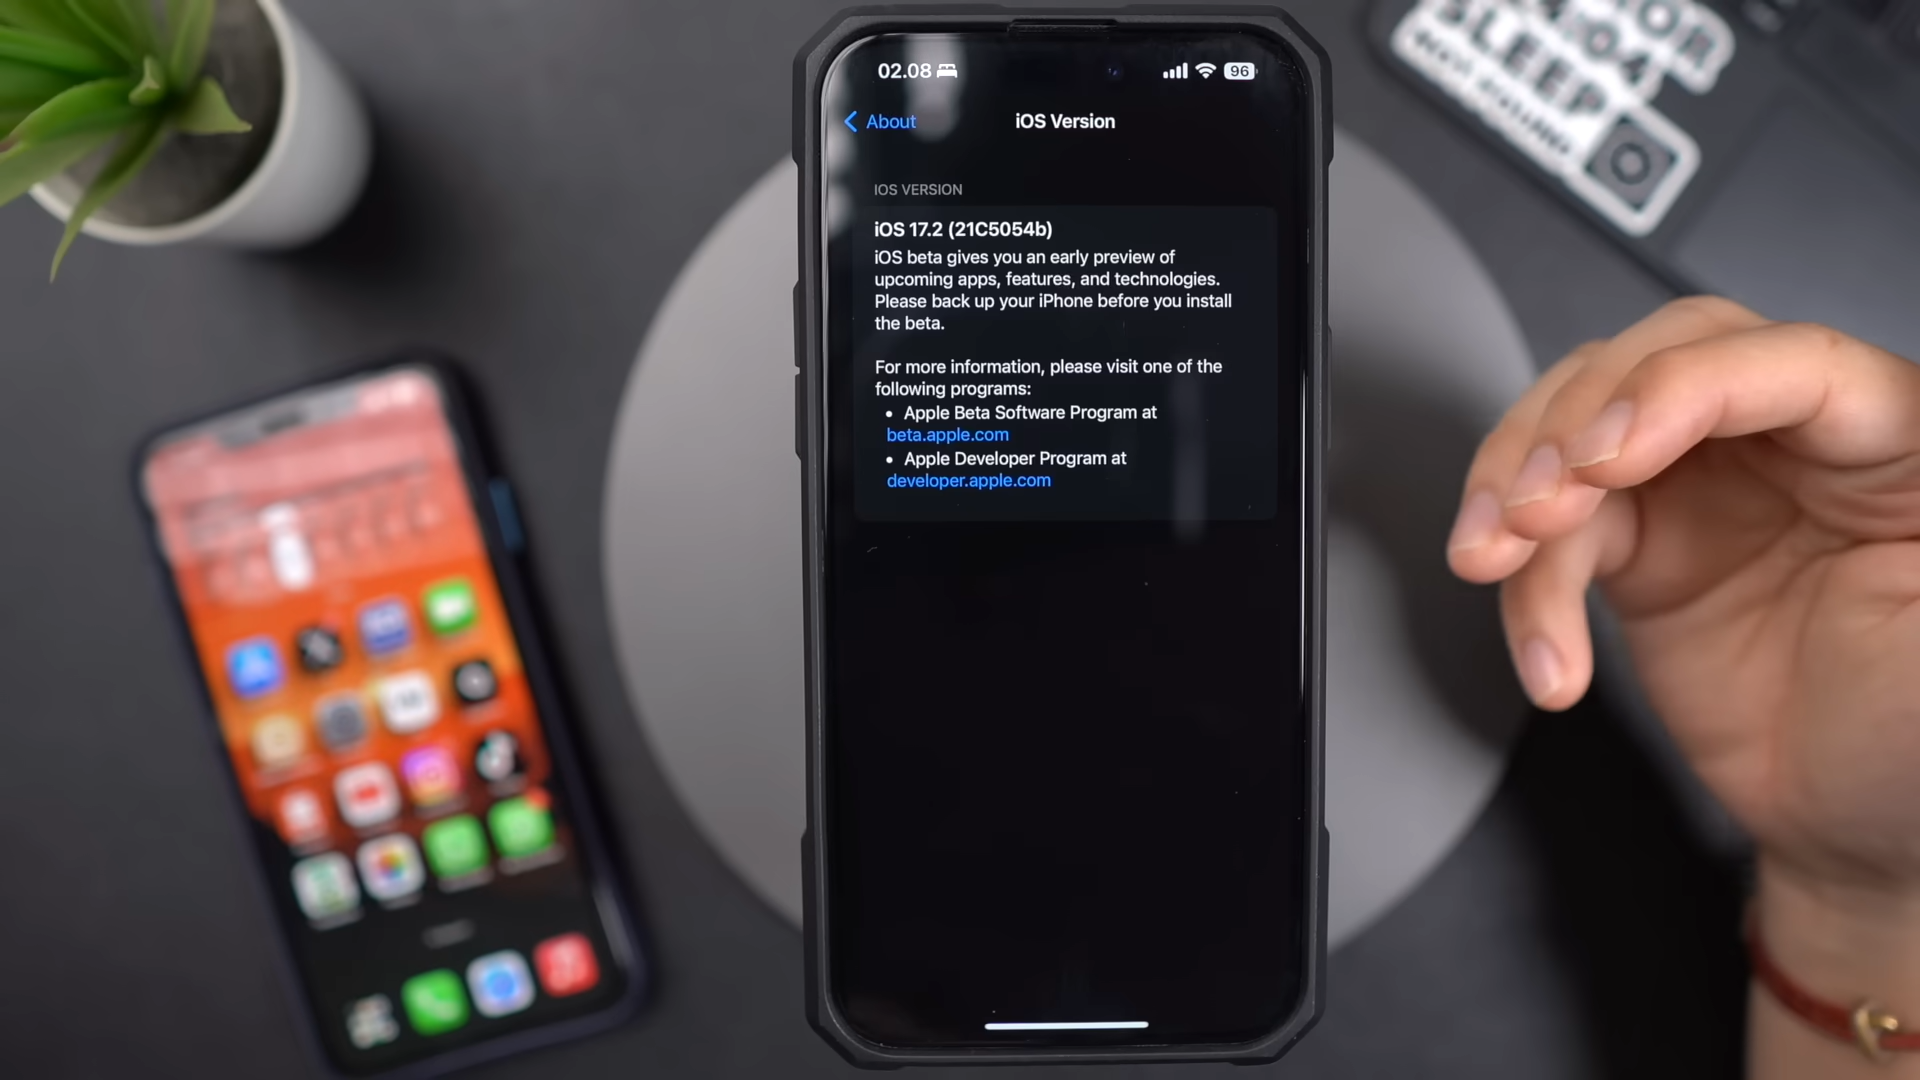 02.08
96
About
iOS Version
IOS VERSION
iOS 17.2 (21C5054b)
iOS beta gives you an early preview of
upcoming apps, features, and technologies.
Please back up your iPhone before you install
the beta.
For more information, please visit one of the
following programs:
• Apple Beta Software Program at
beta.apple.com
• Apple Developer Program at
developer.apple.com
SLEEP